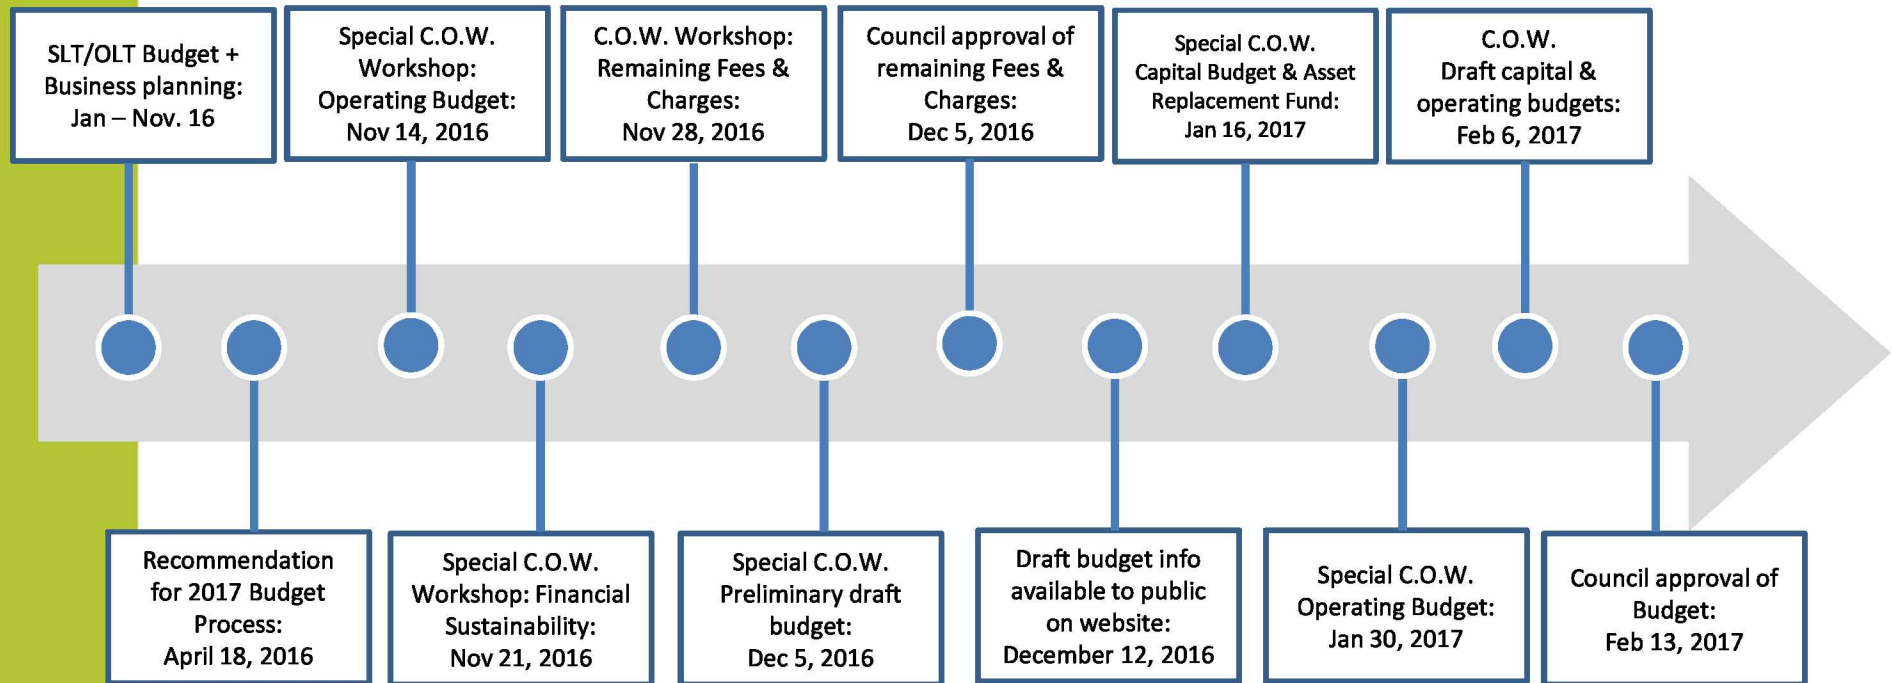 SLT/OLT Budget +
Business planning:
Jan – Nov. 16
Special C.O.W.
Workshop:
Operating Budget:
Nov 14, 2016
C.O.W. Workshop:
Remaining Fees &
Charges:
Nov 28, 2016
Council approval of
remaining Fees &
Charges:
Dec 5, 2016
Special C.O.W.
Capital Budget & Asset
Replacement Fund:
Jan 16, 2017
C.O.W.
Draft capital &
operating budgets:
Feb 6, 2017
Recommendation
for 2017 Budget
Process:
April 18, 2016
Special C.O.W.
Workshop: Financial
Sustainability:
Nov 21, 2016
Special C.O.W.
Preliminary draft
budget:
Dec 5, 2016
Draft budget info
available to public
on website:
December 12, 2016
Special C.O.W.
Operating Budget:
Jan 30, 2017
Council approval of
Budget:
Feb 13, 2017